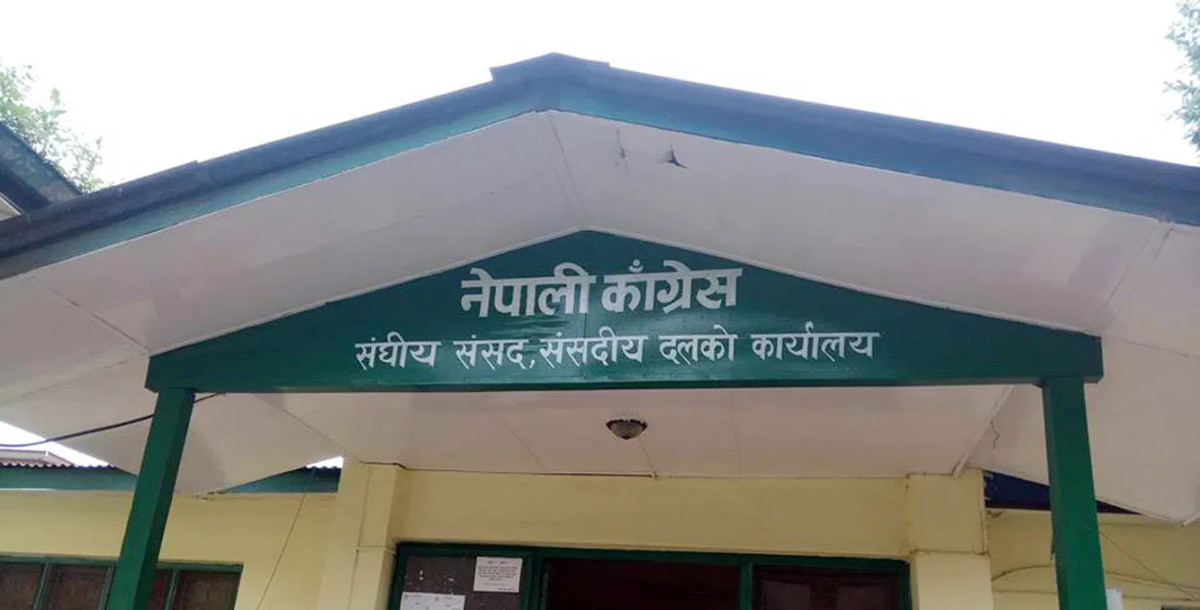 नेपाली काँग्रेस
संघीय संसद, संसदीय दलको कार्यालय